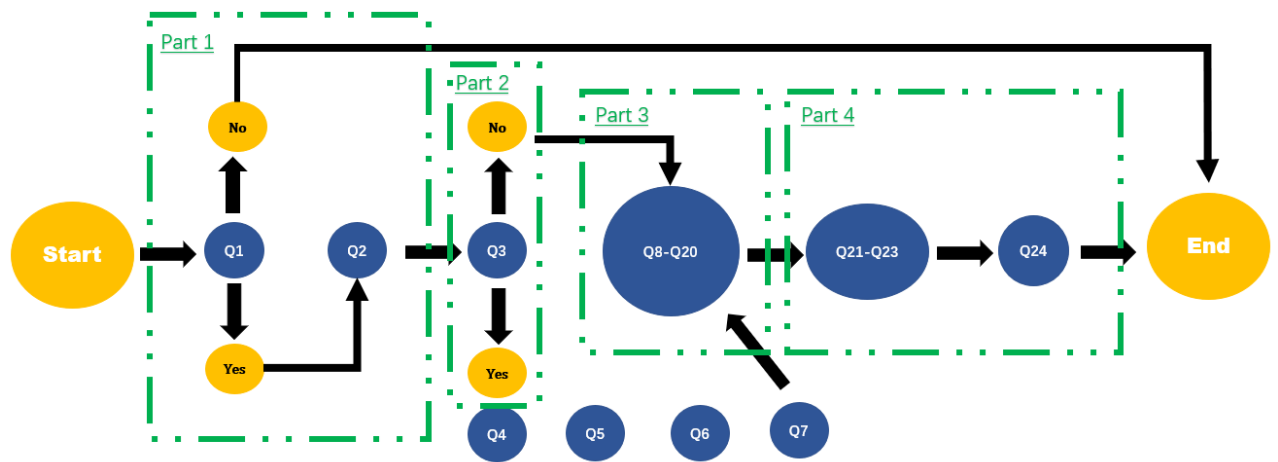 Part 1
Part 2
Part 3
Part 4
No
No
Start
Q1
Q2
Q3
Q8-Q20
Q21-Q23
Q24
End
Yes
Yes
Q4
Q5
Q6
Q7